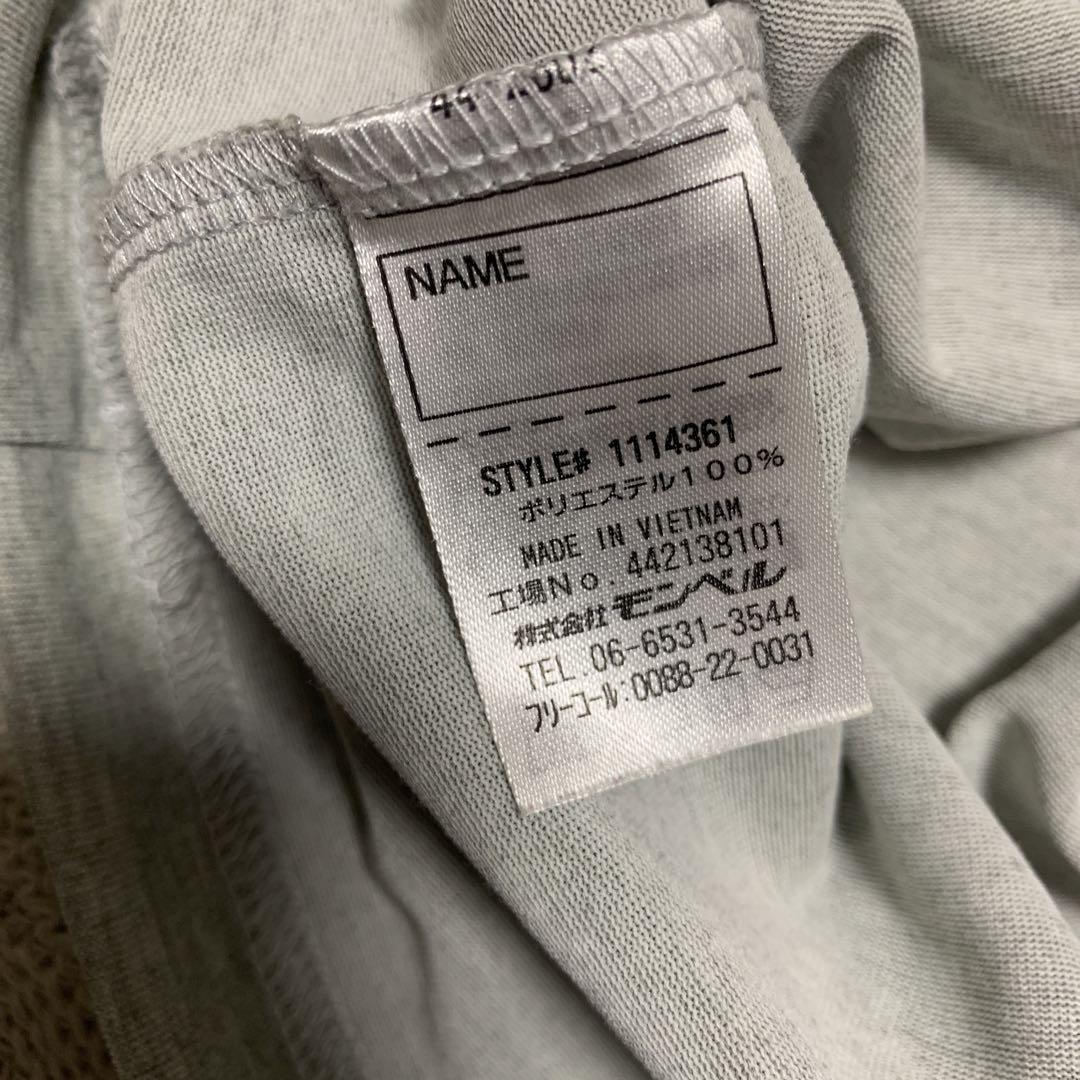 NAME
STYLE# 1114361
ポリエステル100%
MADE IN VIETNAM
工場No.442138101
株式会社モンベル
TEL.06-6531-3544
フリーコール:0088-22-0031